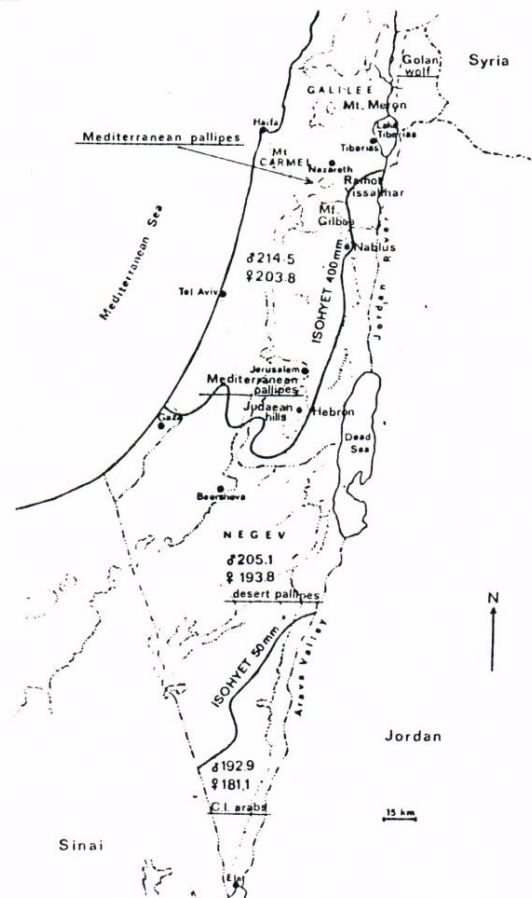 Syria
Golan
wolf
GALILEE
Mt. Meron
Haifa
Lake
Tiberias
Tiberias
Mediterranean pallipes
Mt
CARMEL
Nazareth
Ramot
Yissakhar
Mt.
Gilboa
Mediterranean Sea
♂214.5
♀203.8
Nablus
Jordan River
ISOHYET 400mm
Tel Aviv
Jerusalem
Mediterranean
pallipes
Judaean
hills
Hebron
Gaza
Dead
Sea
Beersheva
NEGEV
♂205.1
♀193.8
desert pallipes
N
ISOHYET 50mm
Arava Valley
Jordan
♂192.9
♀181.1
C.l. arabs
15 km
Sinai